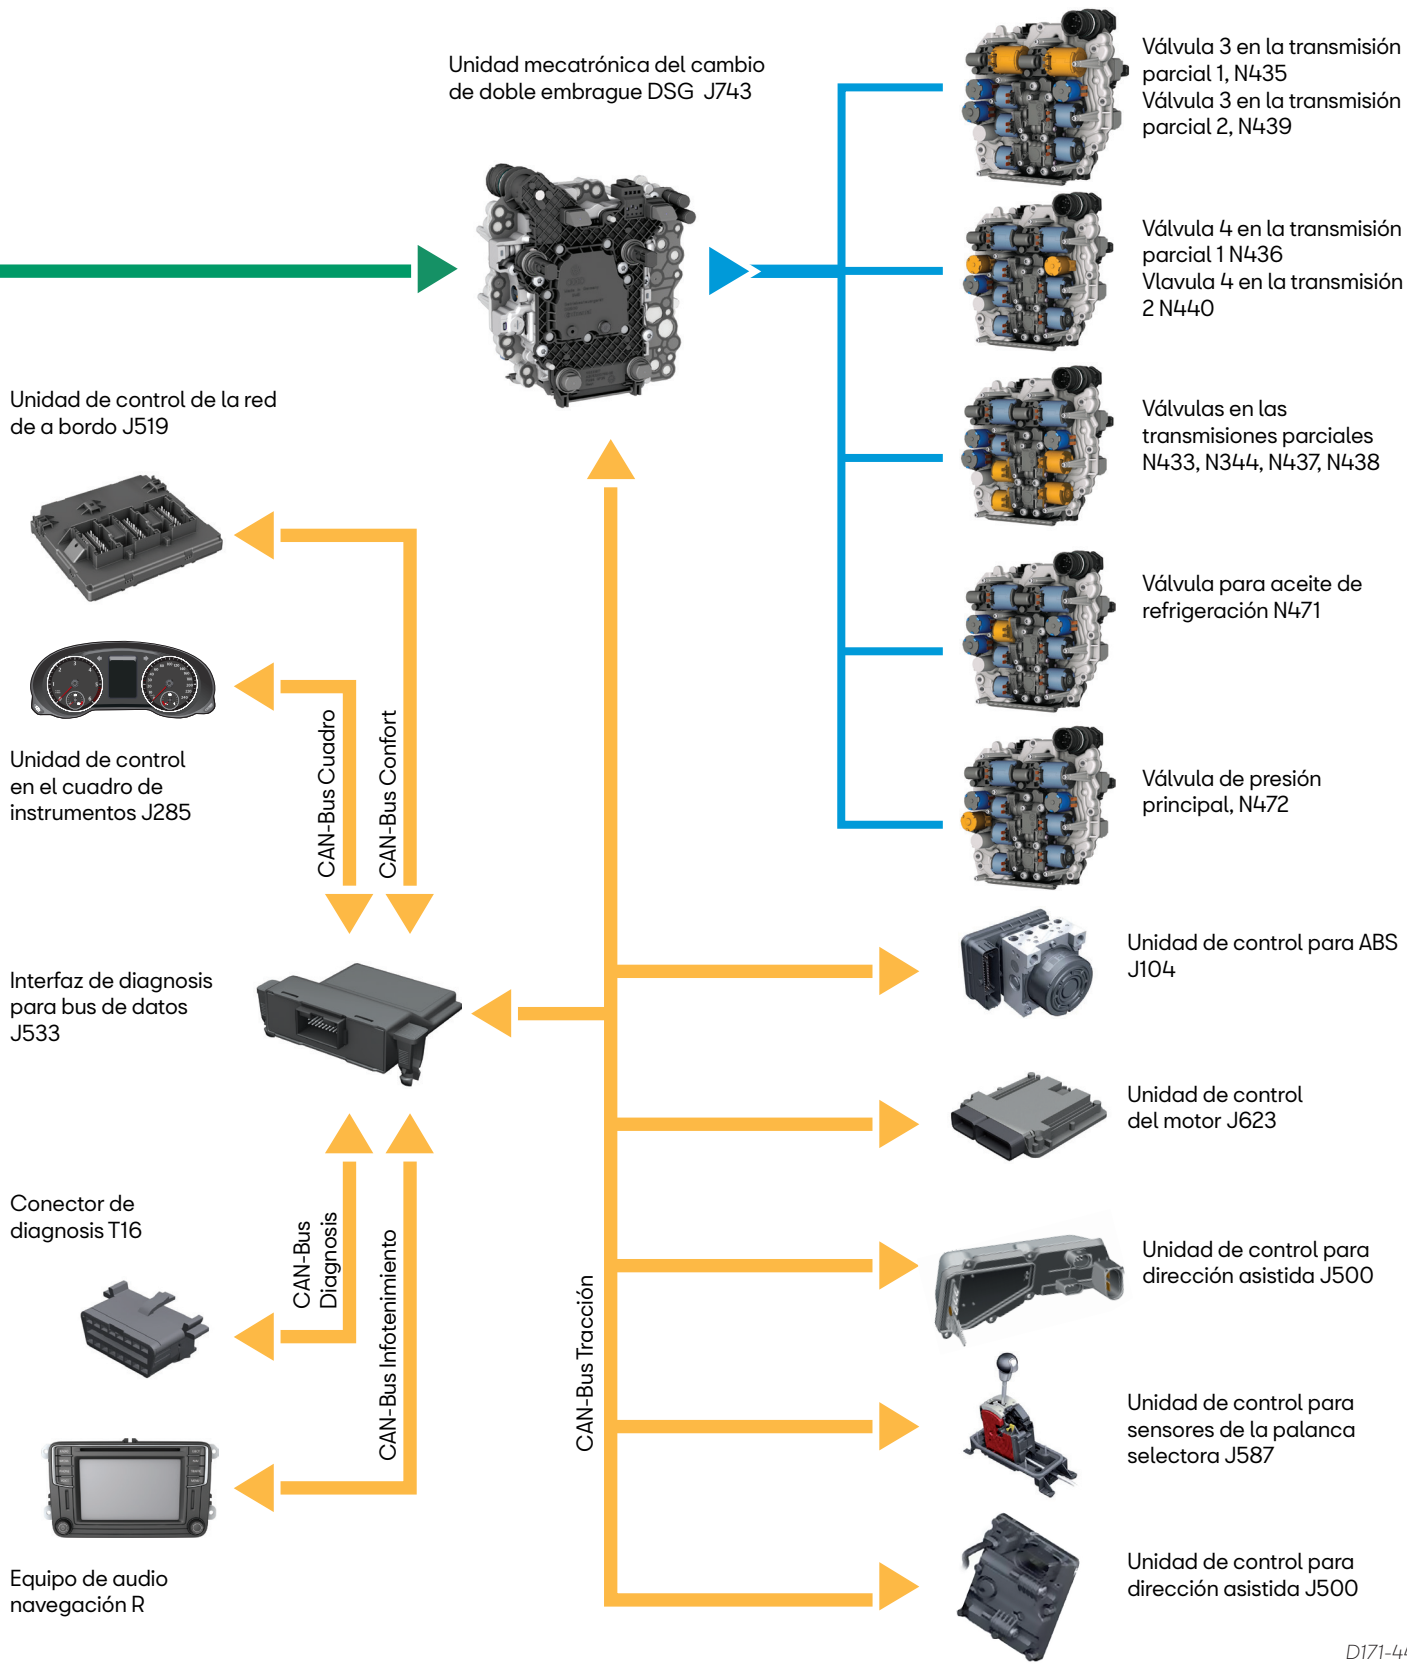 Unidad mecatrónica del cambio
de doble embrague DSG J743
Válvula 3 en la transmisión
parcial 1, N435
Válvula 3 en la transmisión
parcial 2, N439
Válvula 4 en la transmisión
parcial 1 N436
Vlavula 4 en la transmisión
2 N440
Válvulas en las
transmisiones parciales
N433, N344, N437, N438
Válvula para aceite de
refrigeración N471
Válvula de presión
principal, N472
Unidad de control de la red
de a bordo J519
Unidad de control
en el cuadro de
instrumentos J285
CAN-Bus Cuadro
CAN-Bus Confort
Interfaz de diagnosis
para bus de datos
J533
Conector de
diagnosis T16
CAN-Bus
Diagnosis
CAN-Bus Infotenimiento
CAN-Bus Tracción
Equipo de audio
navegación R
Unidad de control para ABS
J104
Unidad de control
del motor J623
Unidad de control para
dirección asistida J500
Unidad de control para
sensores de la palanca
selectora J587
Unidad de control para
dirección asistida J500
D171-44